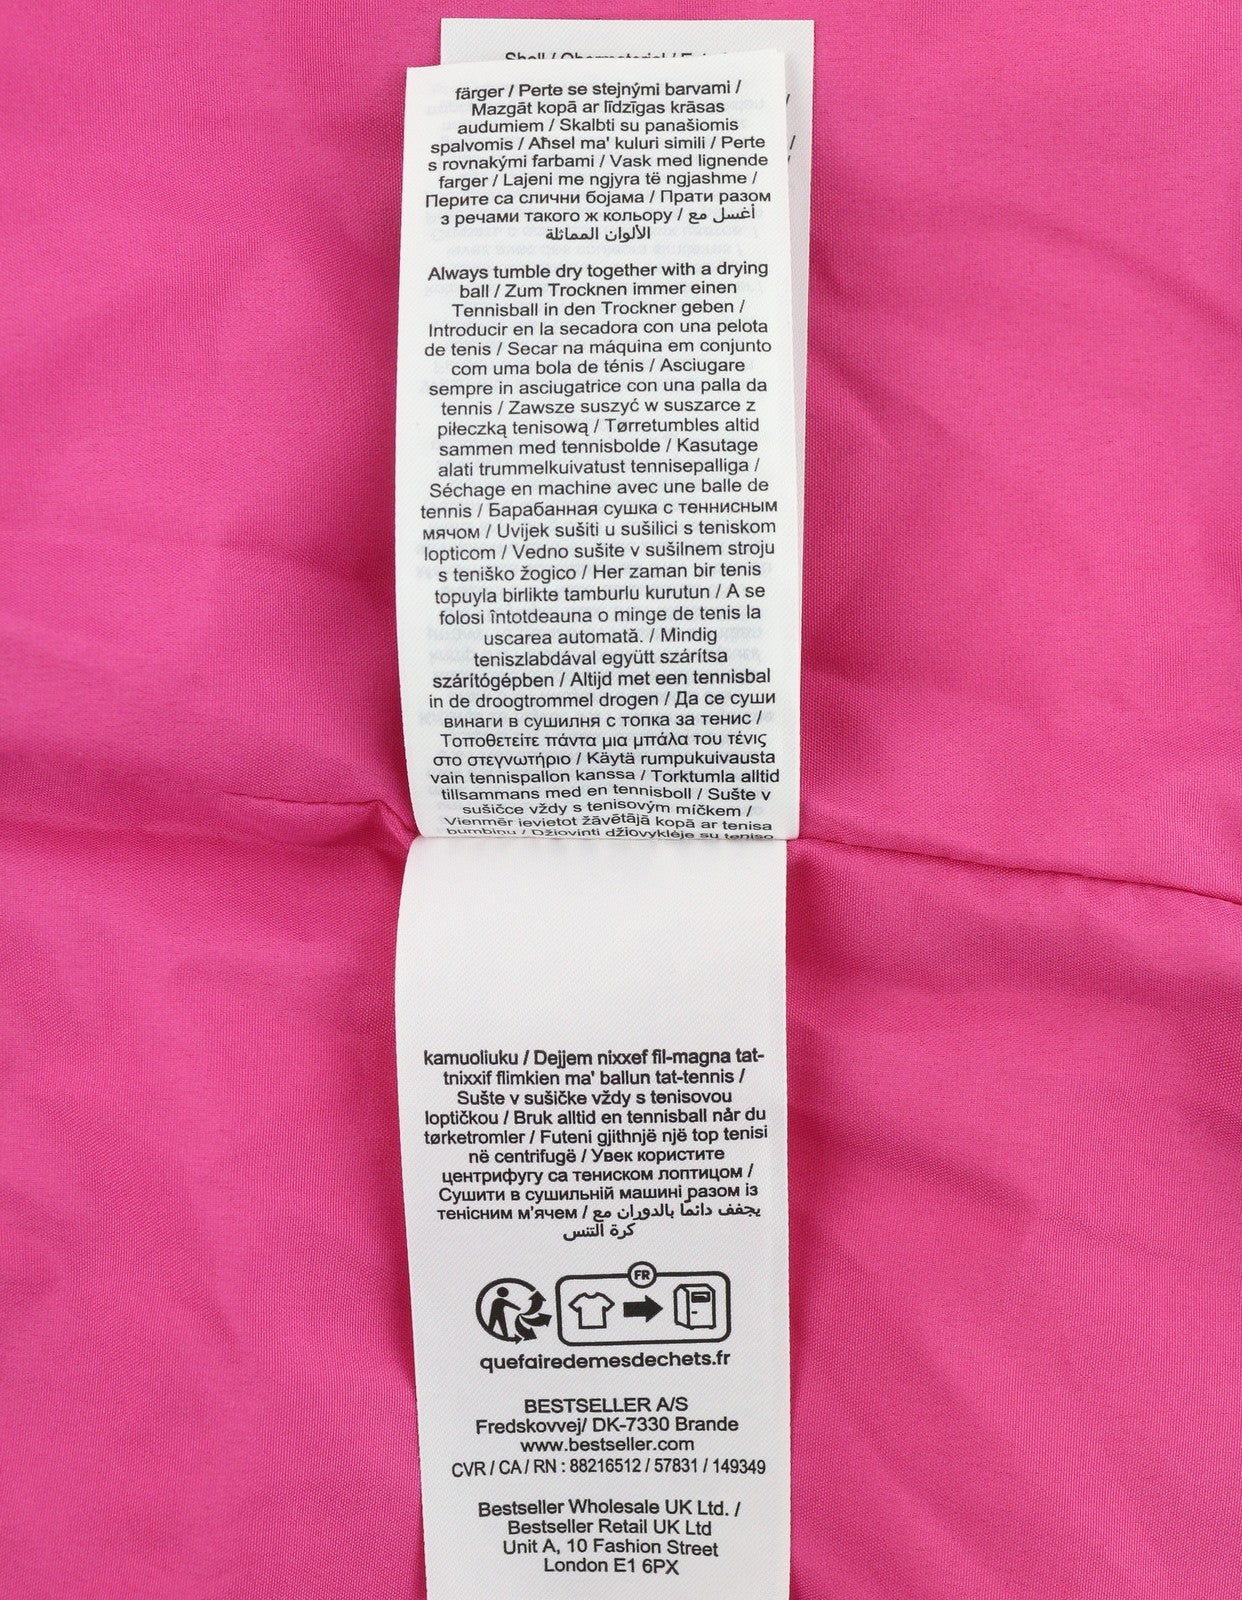 Shell / Obermaterial /
färger / Perte se stejnými barvami /
Mazgāt kopā ar līdzīgas krāsas
audumiem / Skalbti su panašiomis
spalvomis / Aħsel ma' kuluri simili / Perte
s rovnakými farbami / Vask med lignende
farger / Lajeni me ngjyra të ngjashme /
Перите са слични бојама / Прати разом
з речами такого ж кольору / أغسل مع
الألوان المماثلة
Always tumble dry together with a drying
ball / Zum Trocknen immer einen
Tennisball in den Trockner geben /
Introducir en la secadora con una pelota
de tenis / Secar na máquina em conjunto
com uma bola de ténis / Asciugare
sempre in asciugatrice con una palla da
tennis / Zawsze suszyć w suszarce z
piłeczką tenisową / Tørretumbles altid
sammen med tennisbolde / Kasutage
alati trummelkuivatust tennisepalliga /
Séchage en machine avec une balle de
tennis / Барабанная сушка с теннисным
мячом / Uvijek sušiti u sušilici s teniskom
lopticom / Vedno sušite v sušilnem stroju
s teniško žogico / Her zaman bir tenis
topuyla birlikte tamburlu kurutun / A se
folosi întotdeauna o minge de tenis la
uscarea automată. / Mindig
teniszlabdával együtt szárítsa
szárítógépben / Altijd met een tennisbal
in de droogtrommel drogen / Да се суши
винаги в сушилня с топка за тенис /
Τοποθετείτε πάντα μια μπάλα του τένις
στο στεγνωτήριο / Käytä rumpukuivausta
vain tennispallon kanssa / Torktumla alltid
tillsammans med en tennisboll / Sušte v
sušičce vždy s tenisovým míčkem /
Vienmēr ievietot žāvētājā kopā ar tenisa
bumbiņu / Džiovinti džiovyklėje su teniso
kamuoliuku / Dejjem nixxef fil-magna tat-
tnixxif flimkien ma' ballun tat-tennis /
Sušte v sušičke vždy s tenisovou
loptičkou / Bruk alltid en tennisball når du
tørketromler / Futeni gjithnjë një top tenisi
në centrifugë / Увек користите
центрифугу са тениском лоптицом /
Сушити в сушильній машині разом із
тенісним м'ячем / يجفف دائماً بالدوران مع
كرة التنس
FR
quefairedemesdechets.fr
BESTSELLER A/S
Fredskovvej/ DK-7330 Brande
www.bestseller.com
CVR / CA / RN : 88216512 / 57831 / 149349
Bestseller Wholesale UK Ltd. /
Bestseller Retail UK Ltd
Unit A, 10 Fashion Street
London E1 6PX